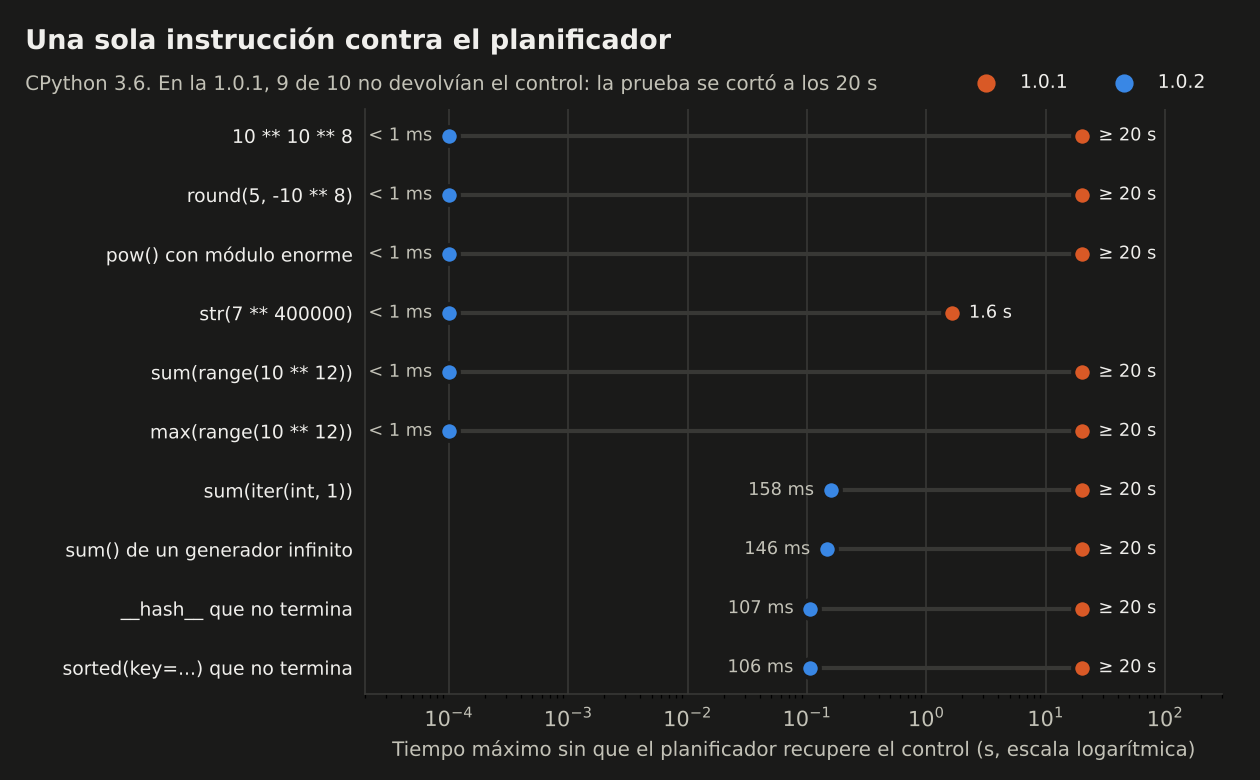 Una sola instrucción contra el planificador
CPython 3.6. En la 1.0.1, 9 de 10 no devolvían el control: la prueba se cortó a los 20 s
1.0.1
1.0.2
10 ** 10 ** 8 < 1 ms ≥ 20 s
round(5, -10 ** 8) < 1 ms ≥ 20 s
pow() con módulo enorme < 1 ms ≥ 20 s
str(7 ** 400000) < 1 ms 1.6 s
sum(range(10 ** 12)) < 1 ms ≥ 20 s
max(range(10 ** 12)) < 1 ms ≥ 20 s
sum(iter(int, 1)) 158 ms ≥ 20 s
sum() de un generador infinito 146 ms ≥ 20 s
__hash__ que no termina 107 ms ≥ 20 s
sorted(key=...) que no termina 106 ms ≥ 20 s
10⁻⁴ 10⁻³ 10⁻² 10⁻¹ 10⁰ 10¹ 10²
Tiempo máximo sin que el planificador recupere el control (s, escala logarítmica)